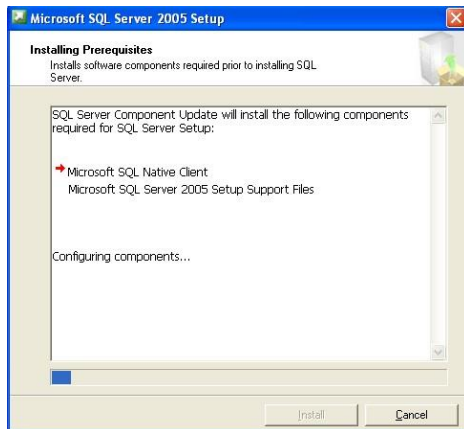 Microsoft SQL Server 2005 Setup
Installing Prerequisites
Installs software components required prior to installing SQL
Server.
SQL Server Component Update will install the following components
required for SQL Server Setup:
Microsoft SQL Native Client
Microsoft SQL Server 2005 Setup Support Files
Configuring components...
Install
Cancel